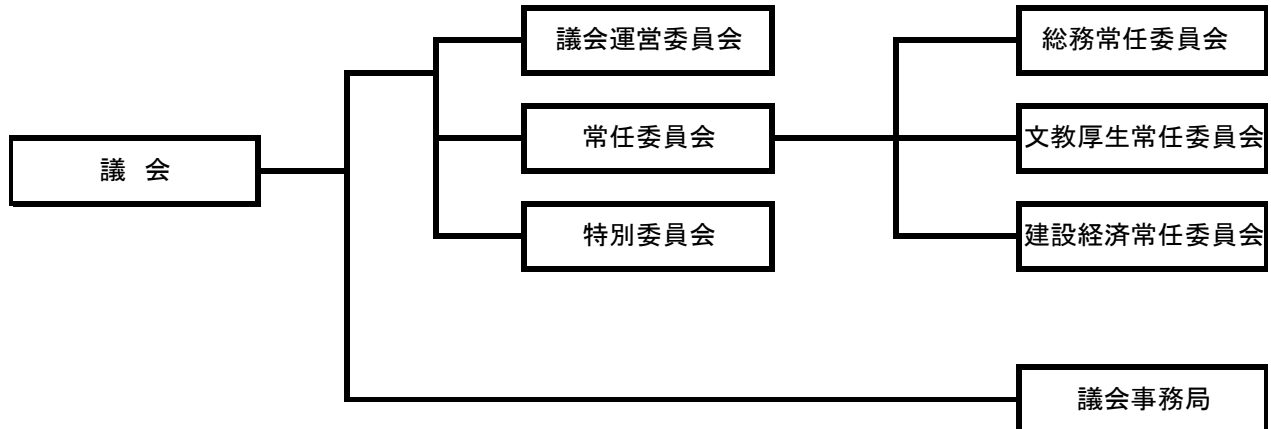 議会運営委員会
総務常任委員会
議 会
常任委員会
文教厚生常任委員会
特別委員会
建設経済常任委員会
議会事務局